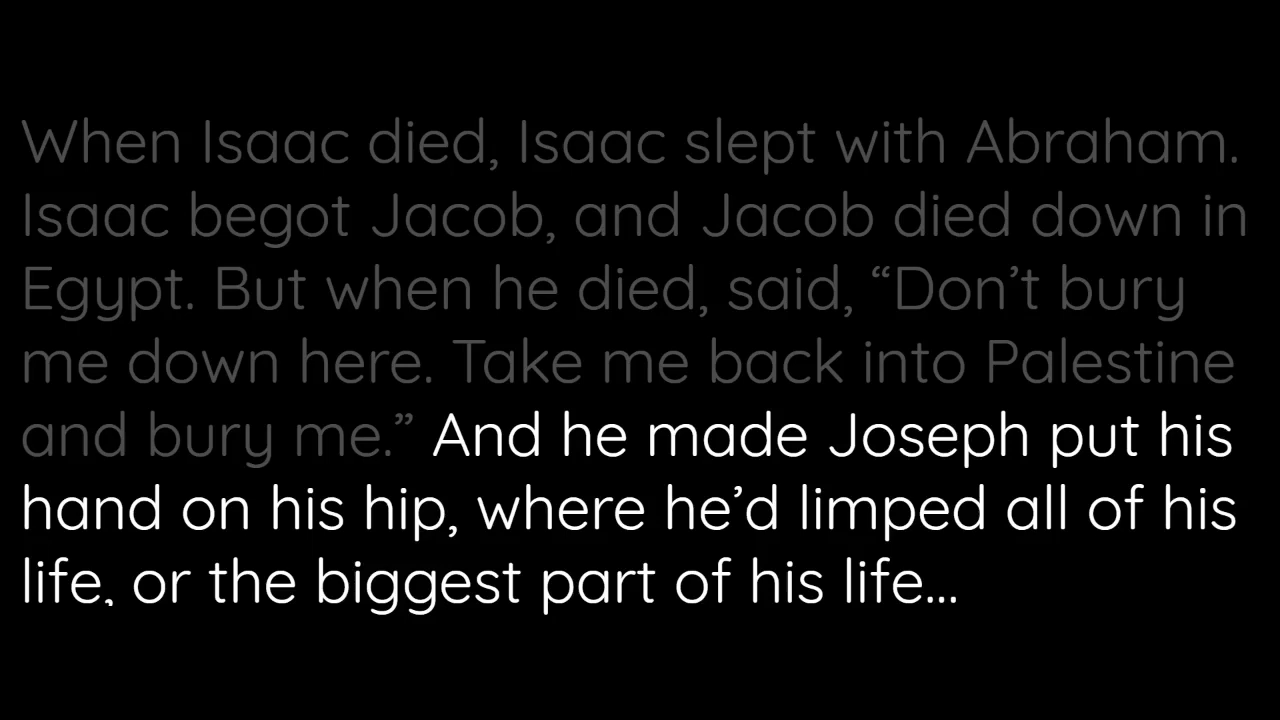 When Isaac died, Isaac slept with Abraham.
Isaac begot Jacob, and Jacob died down in
Egypt. But when he died, said, “Don’t bury
me down here. Take me back into Palestine
and bury me.” And he made Joseph put his
hand on his hip, where he’d limped all of his
life, or the biggest part of his life...